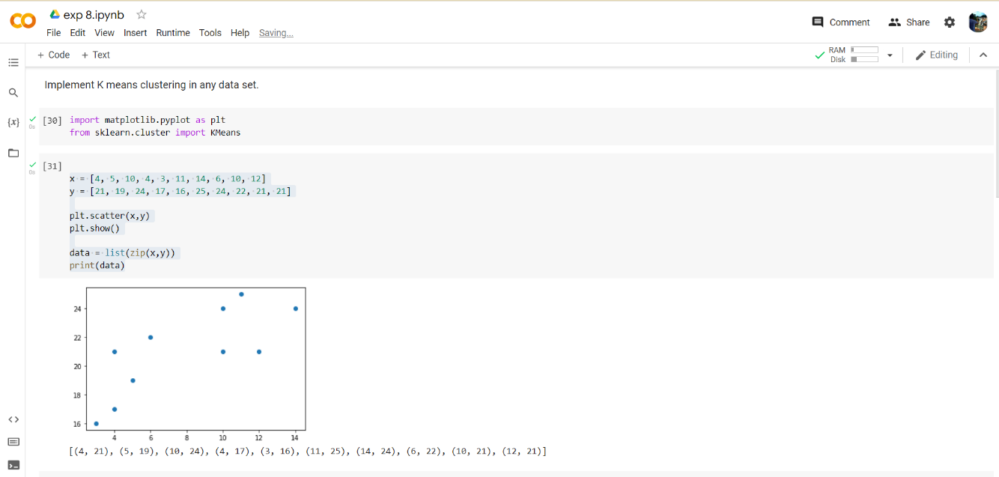 exp 8.ipynb
File Edit View Insert Runtime Tools Help Saving...
Comment Share
+ Code + Text
RAM
Disk
Editing
Implement K means clustering in any data set.
[30] import matplotlib.pyplot as plt
from sklearn.cluster import KMeans
0s
[31]
0s
x = [4, 5, 10, 4, 3, 11, 14, 6, 10, 12]
y = [21, 19, 24, 17, 16, 25, 24, 22, 21, 21]
plt.scatter(x,y)
plt.show()
data = list(zip(x,y))
print(data)
24
22
20
18
16
4 6 8 10 12 14
[(4, 21), (5, 19), (10, 24), (4, 17), (3, 16), (11, 25), (14, 24), (6, 22), (10, 21), (12, 21)]